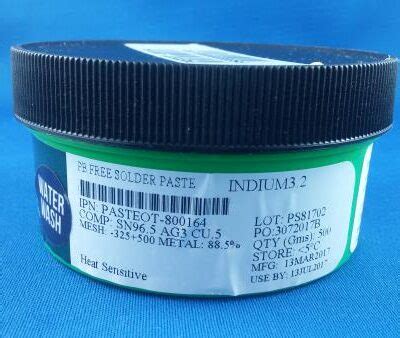 PB FREE SOLDER PASTE
INDIUM3.2
WATER
WASH
IPN: PASTEOT-800164
COMP: SN96.5 AG3 CU.5
MESH: -325+500 METAL: 88.5%
Heat Sensitive
LOT: PS81702
PO:3072017B
QTY (Gms): 500
STORE: <5°C
MFG: 13MAR2017
USE BY: 13JUL2017